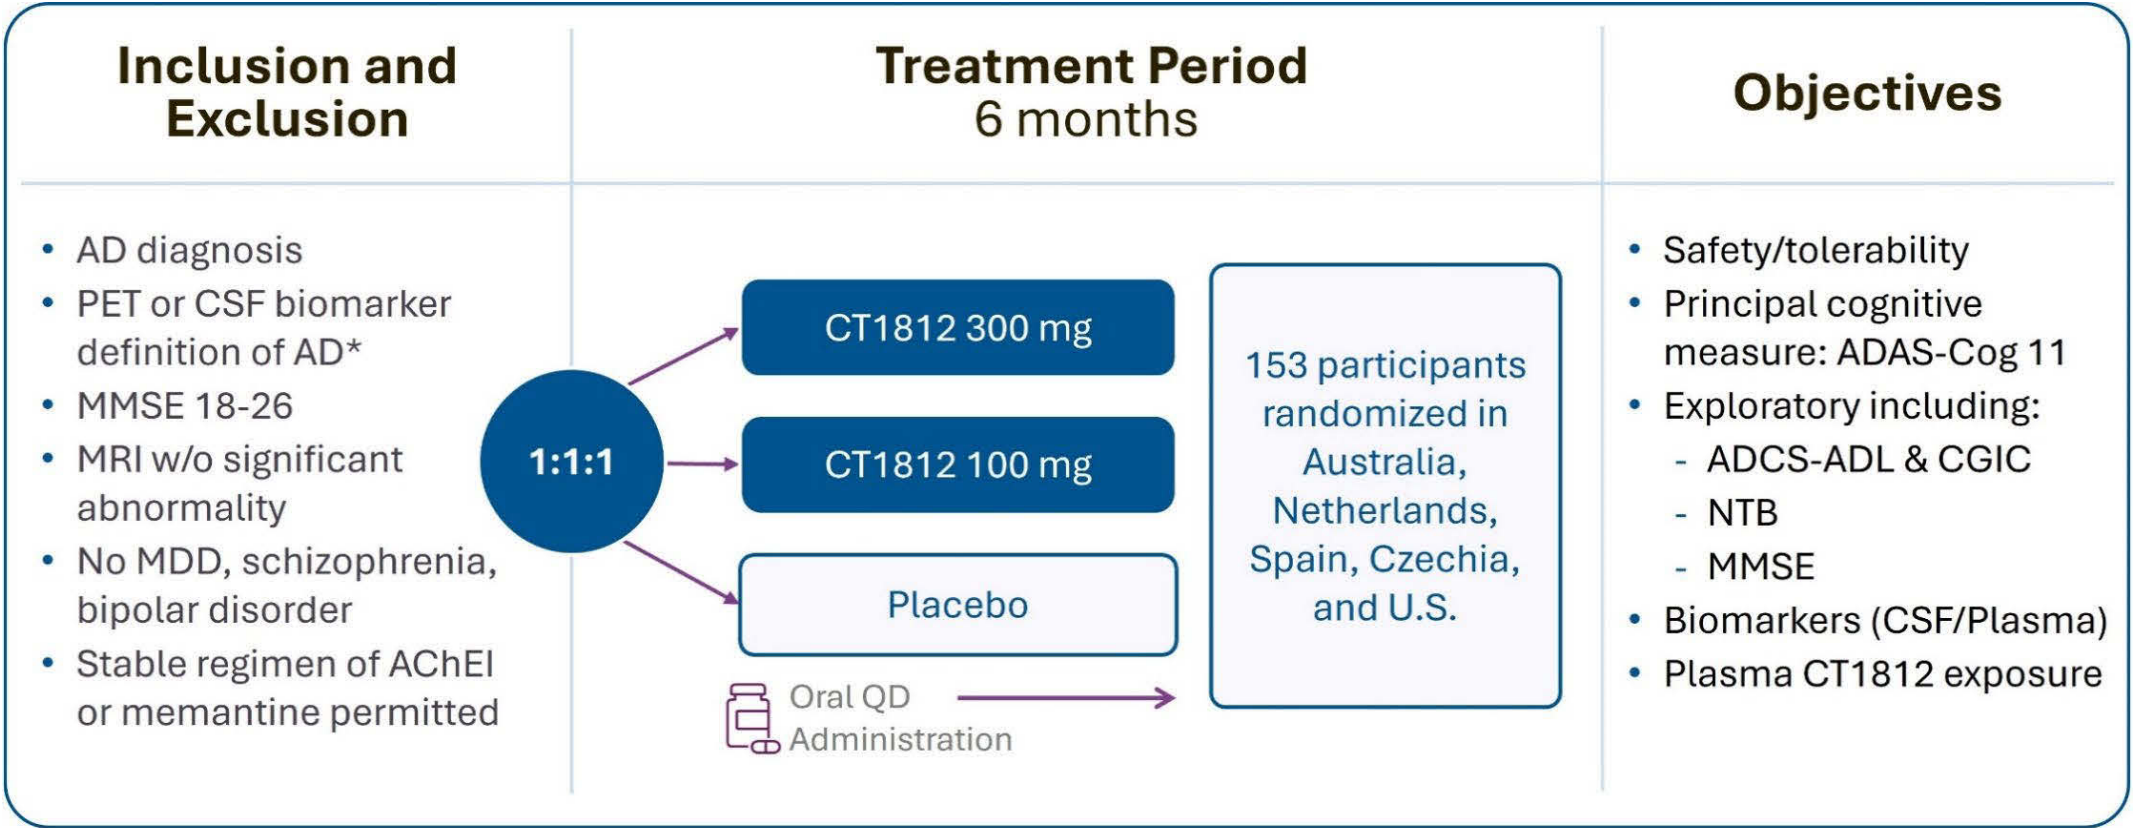 Inclusion and
Exclusion
• AD diagnosis
• PET or CSF biomarker
definition of AD*
• MMSE 18-26
• MRI w/o significant
abnormality
• No MDD, schizophrenia,
bipolar disorder
• Stable regimen of AChEI
or memantine permitted
Treatment Period
6 months
1:1:1
CT1812 300 mg
CT1812 100 mg
Placebo
Oral QD
Administration
153 participants
randomized in
Australia,
Netherlands,
Spain, Czechia,
and U.S.
Objectives
• Safety/tolerability
• Principal cognitive
measure: ADAS-Cog 11
• Exploratory including:
- ADCS-ADL & CGIC
- NTB
- MMSE
• Biomarkers (CSF/Plasma)
• Plasma CT1812 exposure